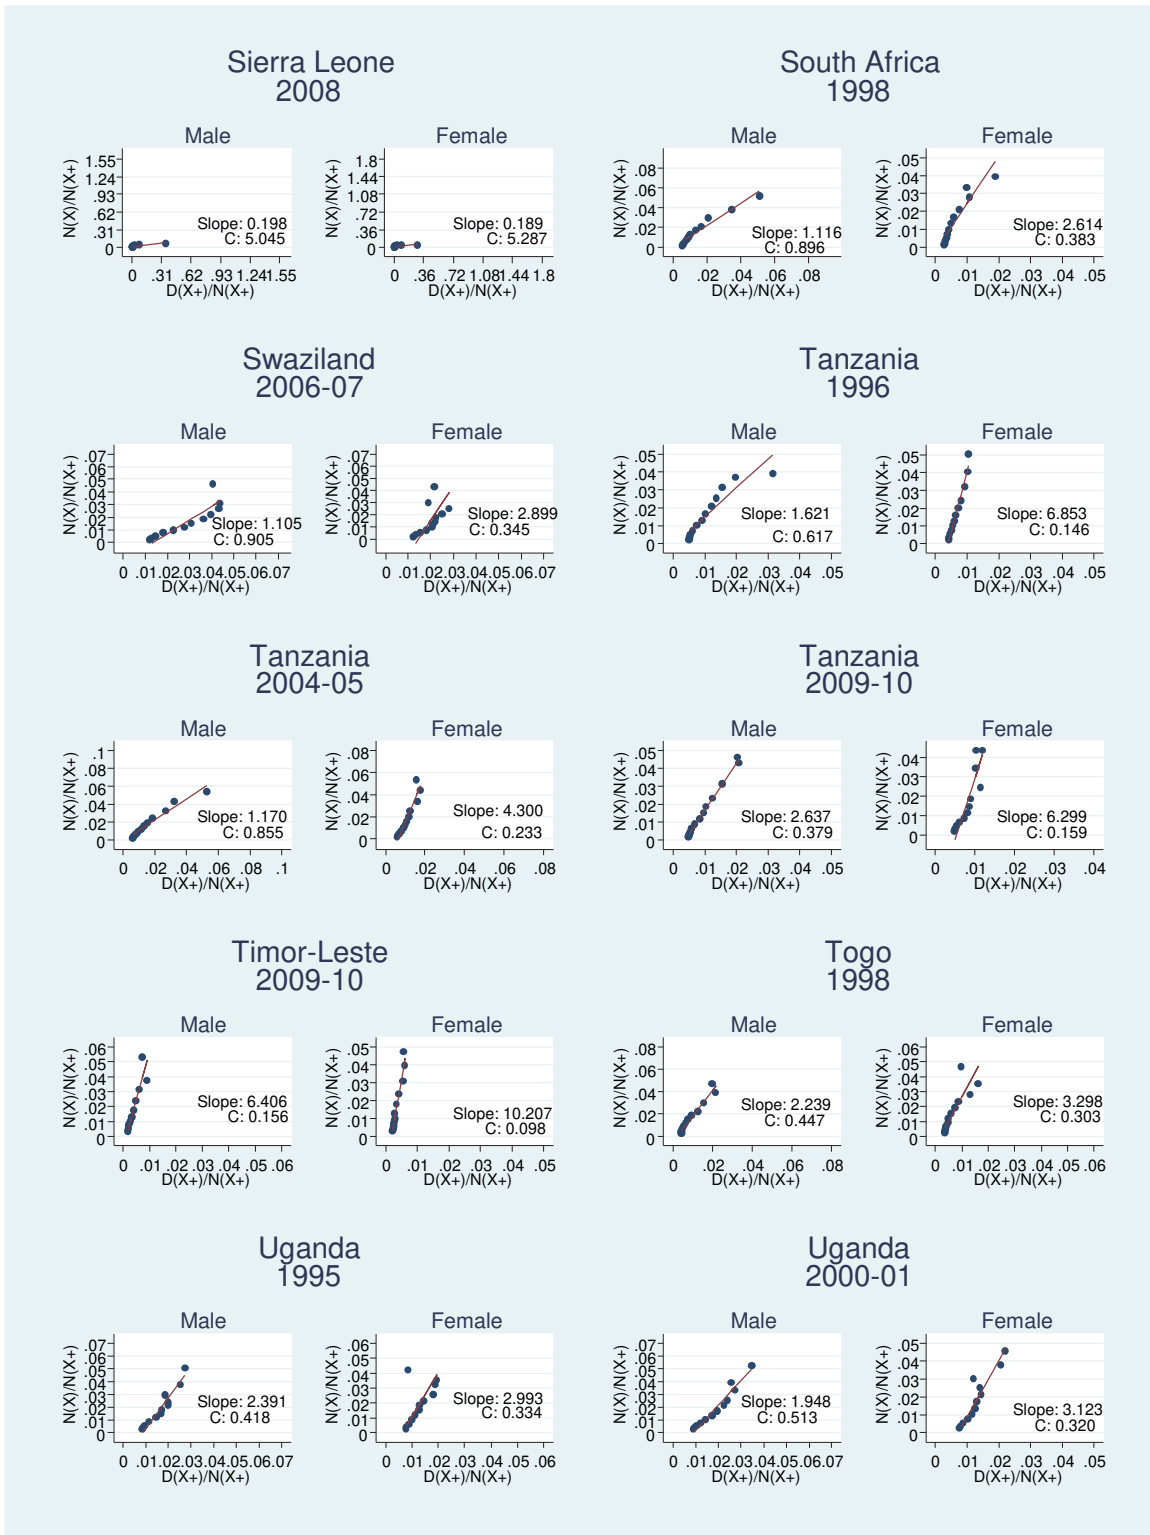 Sierra Leone
2008
Male
N(X)/N(X+)
1.55
1.24
.93
.62
.31
0
Slope: 0.198
C: 5.045
0 .31 .62 .93 1.241.55
D(X+)/N(X+)
Female
N(X)/N(X+)
1.8
1.44
1.08
.72
.36
0
Slope: 0.189
C: 5.287
0 .36 .72 1.081.44 1.8
D(X+)/N(X+)
South Africa
1998
Male
N(X)/N(X+)
.08
.06
.04
.02
0
Slope: 1.116
C: 0.896
0 .02 .04 .06 .08
D(X+)/N(X+)
Female
N(X)/N(X+)
.05
.04
.03
.02
.01
0
Slope: 2.614
C: 0.383
0 .01 .02 .03 .04 .05
D(X+)/N(X+)
Swaziland
2006-07
Male
N(X)/N(X+)
.07
.06
.05
.04
.03
.02
.01
0
Slope: 1.105
C: 0.905
0 .01.02.03.04.05.06.07
D(X+)/N(X+)
Female
N(X)/N(X+)
.07
.06
.05
.04
.03
.02
.01
0
Slope: 2.899
C: 0.345
0 .01.02.03.04.05.06.07
D(X+)/N(X+)
Tanzania
1996
Male
N(X)/N(X+)
.05
.04
.03
.02
.01
0
Slope: 1.621
C: 0.617
0 .01 .02 .03 .04 .05
D(X+)/N(X+)
Female
N(X)/N(X+)
.05
.04
.03
.02
.01
0
Slope: 6.853
C: 0.146
0 .01 .02 .03 .04 .05
D(X+)/N(X+)
Tanzania
2004-05
Male
N(X)/N(X+)
.1
.08
.06
.04
.02
0
Slope: 1.170
C: 0.855
0 .02 .04 .06 .08 .1
D(X+)/N(X+)
Female
N(X)/N(X+)
.08
.06
.04
.02
0
Slope: 4.300
C: 0.233
0 .02 .04 .06 .08
D(X+)/N(X+)
Tanzania
2009-10
Male
N(X)/N(X+)
.05
.04
.03
.02
.01
0
Slope: 2.637
C: 0.379
0 .01 .02 .03 .04 .05
D(X+)/N(X+)
Female
N(X)/N(X+)
.04
.03
.02
.01
0
Slope: 6.299
C: 0.159
0 .01 .02 .03 .04
D(X+)/N(X+)
Timor-Leste
2009-10
Male
N(X)/N(X+)
.06
.05
.04
.03
.02
.01
0
Slope: 6.406
C: 0.156
0 .01 .02 .03 .04 .05 .06
D(X+)/N(X+)
Female
N(X)/N(X+)
.05
.04
.03
.02
.01
0
Slope: 10.207
C: 0.098
0 .01 .02 .03 .04 .05
D(X+)/N(X+)
Togo
1998
Male
N(X)/N(X+)
.08
.06
.04
.02
0
Slope: 2.239
C: 0.447
0 .02 .04 .06 .08
D(X+)/N(X+)
Female
N(X)/N(X+)
.06
.05
.04
.03
.02
.01
0
Slope: 3.298
C: 0.303
0 .01 .02 .03 .04 .05 .06
D(X+)/N(X+)
Uganda
1995
Male
N(X)/N(X+)
.07
.06
.05
.04
.03
.02
.01
0
Slope: 2.391
C: 0.418
0 .01.02.03.04.05.06.07
D(X+)/N(X+)
Female
N(X)/N(X+)
.06
.05
.04
.03
.02
.01
0
Slope: 2.993
C: 0.334
0 .01 .02 .03 .04 .05 .06
D(X+)/N(X+)
Uganda
2000-01
Male
N(X)/N(X+)
.07
.06
.05
.04
.03
.02
.01
0
Slope: 1.948
C: 0.513
0 .01.02.03.04.05.06.07
D(X+)/N(X+)
Female
N(X)/N(X+)
.05
.04
.03
.02
.01
0
Slope: 3.123
C: 0.320
0 .01 .02 .03 .04 .05
D(X+)/N(X+)